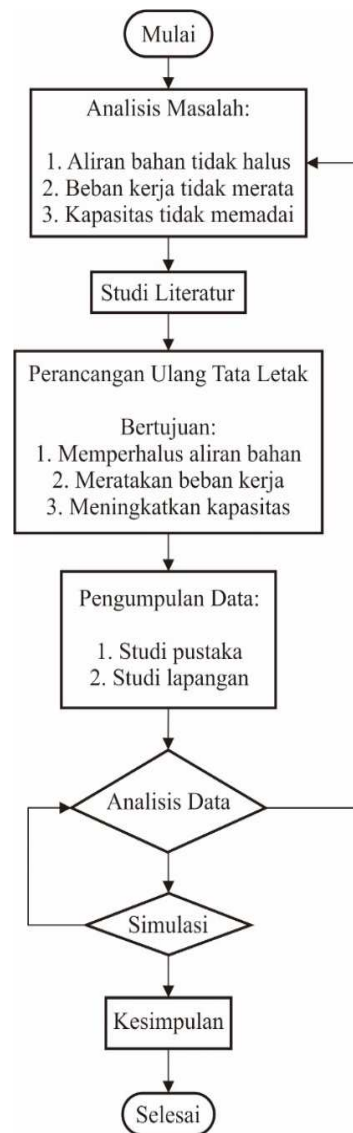 Mulai
Analisis Masalah:
1. Aliran bahan tidak halus
2. Beban kerja tidak merata
3. Kapasitas tidak memadai
Studi Literatur
Perancangan Ulang Tata Letak
Bertujuan:
1. Memperhalus aliran bahan
2. Meratakan beban kerja
3. Meningkatkan kapasitas
Pengumpulan Data:
1. Studi pustaka
2. Studi lapangan
Analisis Data
Simulasi
Kesimpulan
Selesai